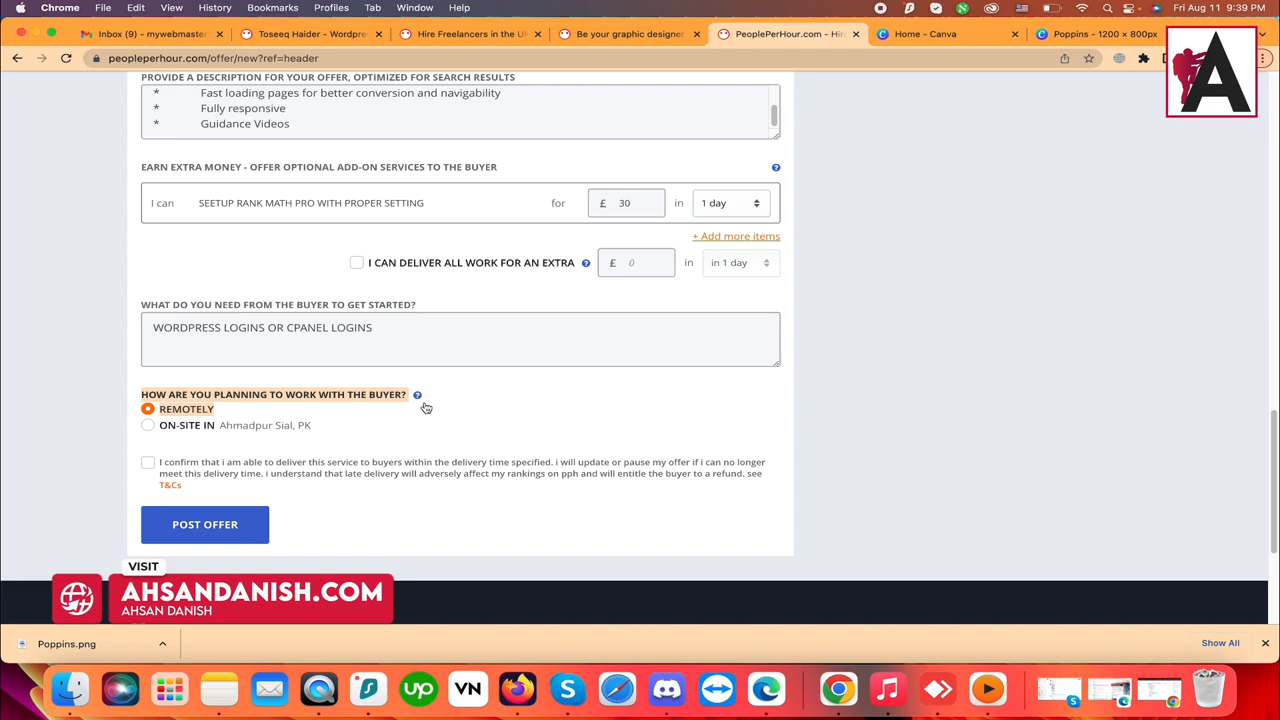 Chrome File Edit View History Bookmarks Profiles Tab Window Help Fri Aug 11 9:39 PM
Inbox (9) - mywebmaster Toseeq Haider - Wordpre Hire Freelancers in the U Be your graphic designer PeoplePerHour.com - Hir Home - Canva Poppins - 1200 × 800px
peopleperhour.com/offer/new?ref=header
A
PROVIDE A DESCRIPTION FOR YOUR OFFER, OPTIMIZED FOR SEARCH RESULTS
* Fast loading pages for better conversion and navigability
* Fully responsive
* Guidance Videos
EARN EXTRA MONEY - OFFER OPTIONAL ADD-ON SERVICES TO THE BUYER
I can SEETUP RANK MATH PRO WITH PROPER SETTING for £ 30 in 1 day
+ Add more items
I CAN DELIVER ALL WORK FOR AN EXTRA £ 0 in in 1 day
WHAT DO YOU NEED FROM THE BUYER TO GET STARTED?
WORDPRESS LOGINS OR CPANEL LOGINS
HOW ARE YOU PLANNING TO WORK WITH THE BUYER?
REMOTELY
ON-SITE IN Ahmadpur Sial, PK
I confirm that i am able to deliver this service to buyers within the delivery time specified. i will update or pause my offer if i can no longer
meet this delivery time. i understand that late delivery will adversely affect my rankings on pph and will entitle the buyer to a refund. see
T&Cs
POST OFFER
VISIT
AHSANDANISH.COM
AHSAN DANISH
Poppins.png Show All
up VN